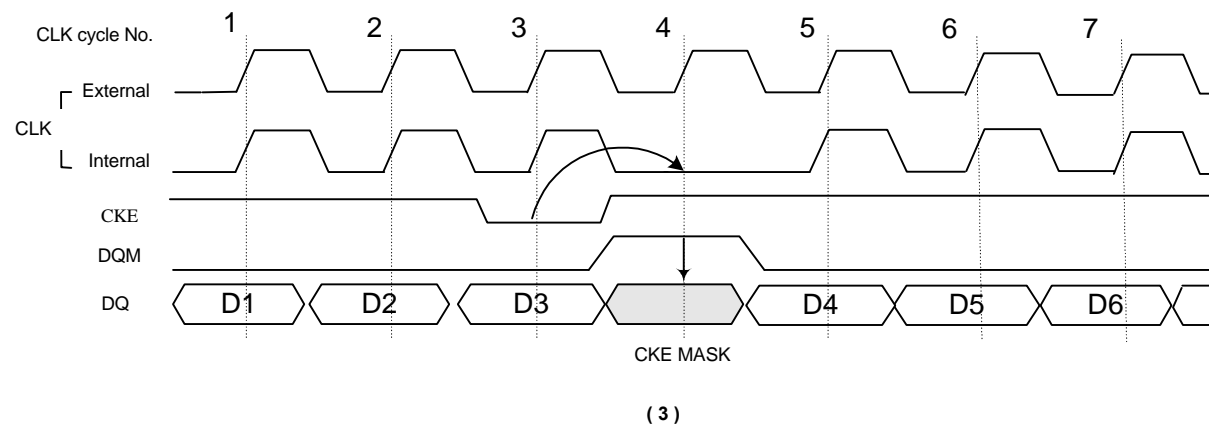 CLK cycle No. 1 2 3 4 5 6 7
External
CLK
Internal
CKE
DQM
DQ D1 D2 D3 D4 D5 D6
CKE MASK
( 3 )